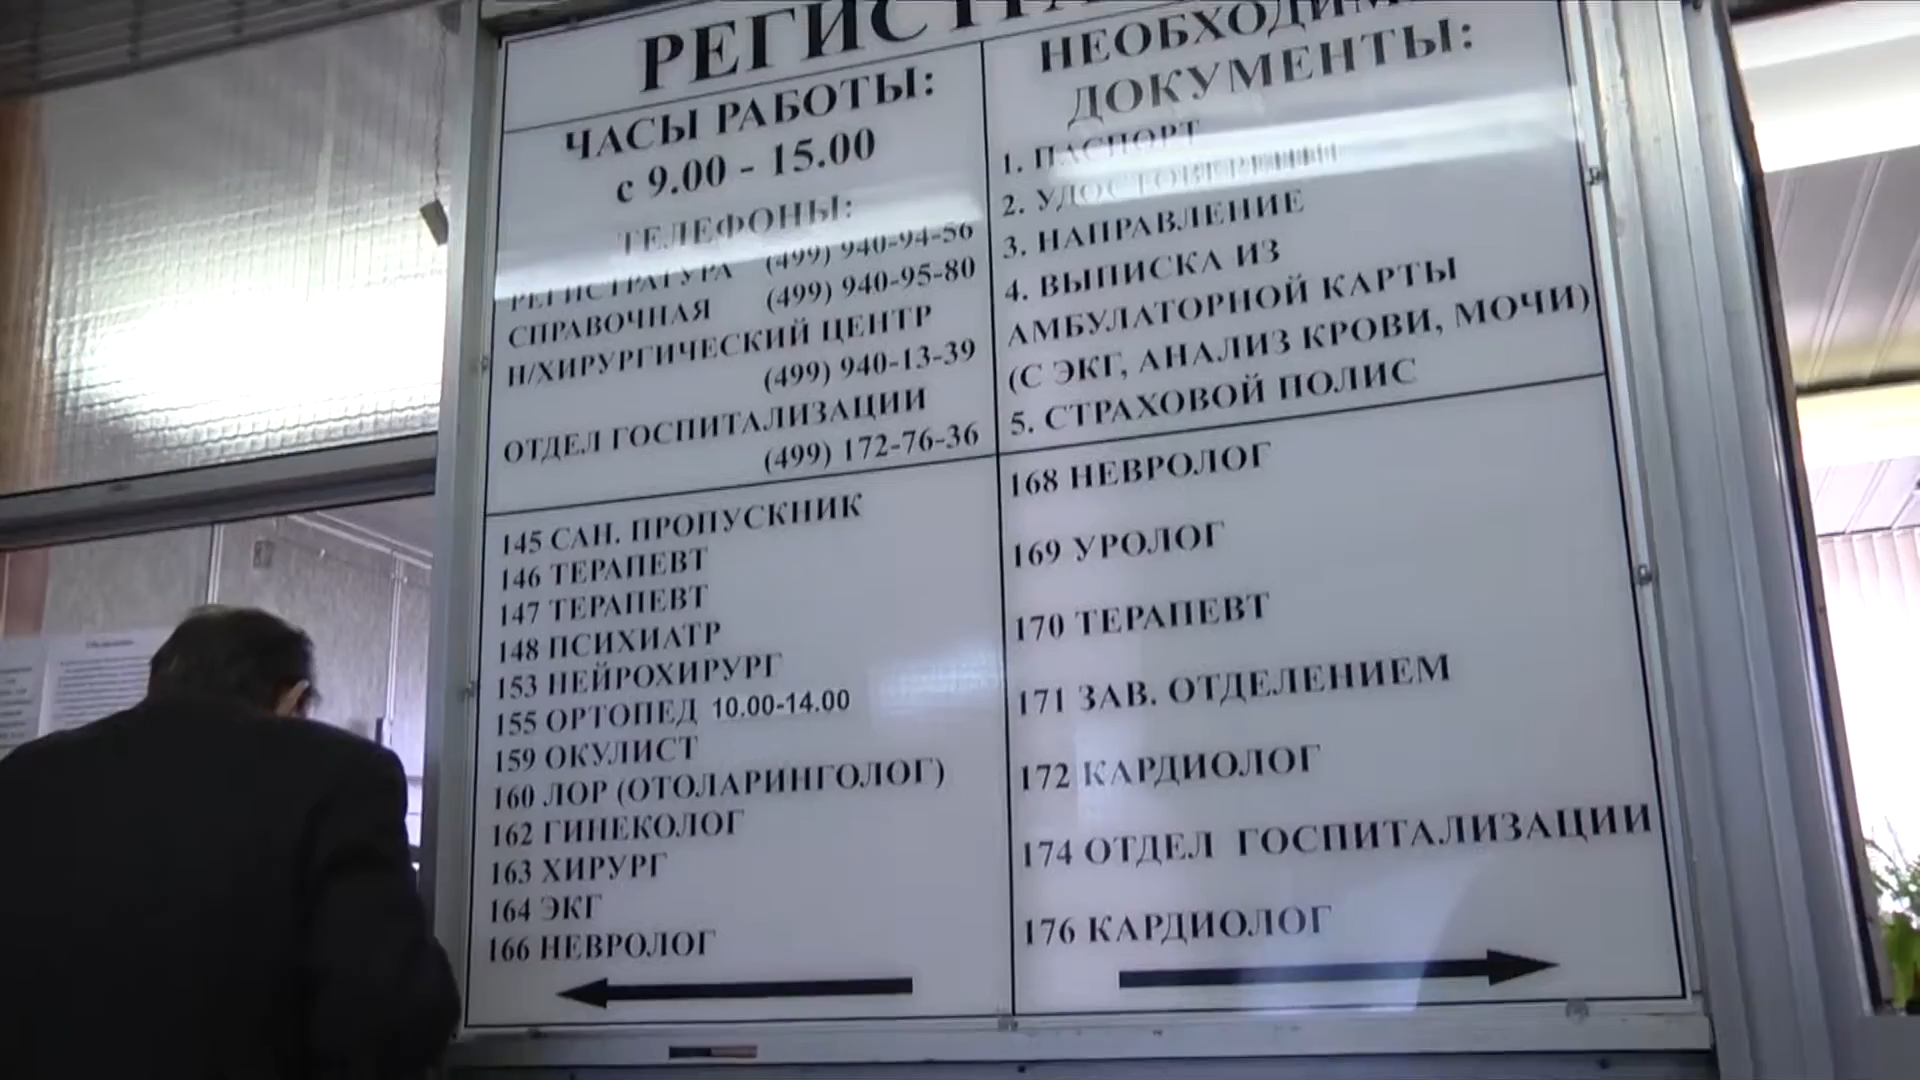 РЕГИСТРА
ЧАСЫ РАБОТЫ:
с 9.00 - 15.00
ТЕЛЕФОНЫ:
РЕГИСТРАТУРА (499) 940-94-56
СПРАВОЧНАЯ (499) 940-95-80
Н/ХИРУРГИЧЕСКИЙ ЦЕНТР
(499) 940-13-39
ОТДЕЛ ГОСПИТАЛИЗАЦИИ
(499) 172-76-36
НЕОБХОДИМ
ДОКУМЕНТЫ:
1. ПАСПОРТ
2. УДОСТОВЕРЕНИЕ
3. НАПРАВЛЕНИЕ
4. ВЫПИСКА ИЗ
АМБУЛАТОРНОЙ КАРТЫ
(С ЭКГ, АНАЛИЗ КРОВИ, МОЧИ)
5. СТРАХОВОЙ ПОЛИС
145 САН. ПРОПУСКНИК
146 ТЕРАПЕВТ
147 ТЕРАПЕВТ
148 ПСИХИАТР
153 НЕЙРОХИРУРГ
155 ОРТОПЕД 10.00-14.00
159 ОКУЛИСТ
160 ЛОР (ОТОЛАРИНГОЛОГ)
162 ГИНЕКОЛОГ
163 ХИРУРГ
164 ЭКГ
166 НЕВРОЛОГ
168 НЕВРОЛОГ
169 УРОЛОГ
170 ТЕРАПЕВТ
171 ЗАВ. ОТДЕЛЕНИЕМ
172 КАРДИОЛОГ
174 ОТДЕЛ ГОСПИТАЛИЗАЦИИ
176 КАРДИОЛОГ